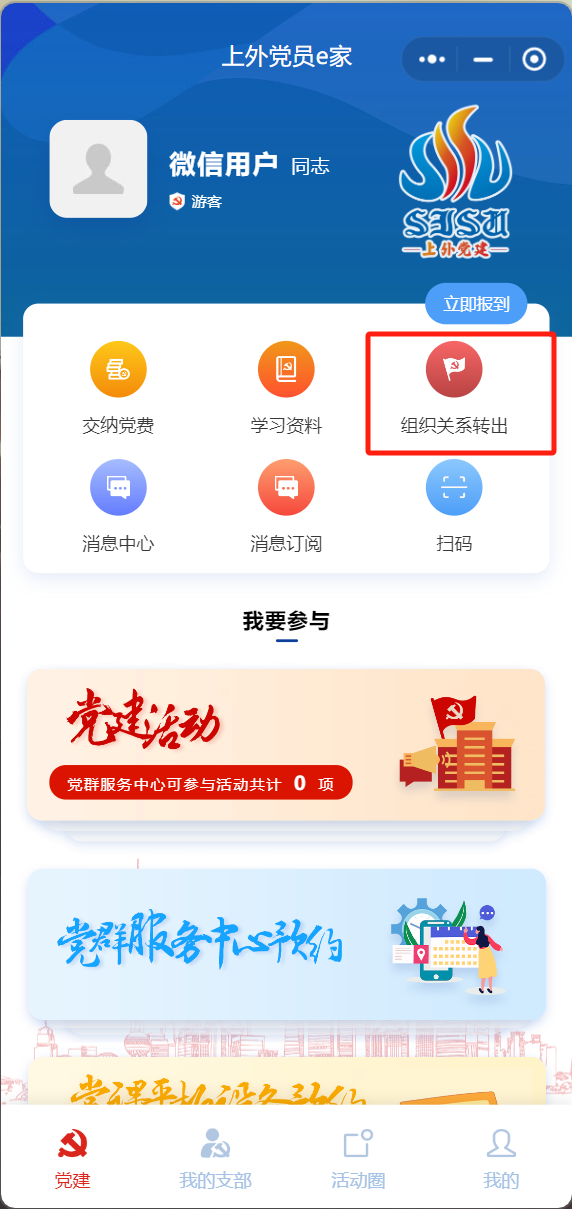 上外党员e家
微信用户 同志
游客
SISU
上外党建
立即报到
交纳党费
学习资料
组织关系转出
消息中心
消息订阅
扫码
我要参与
党建活动
党群服务中心可参与活动共计 0 项
党群服务中心预约
党建
我的支部
活动圈
我的